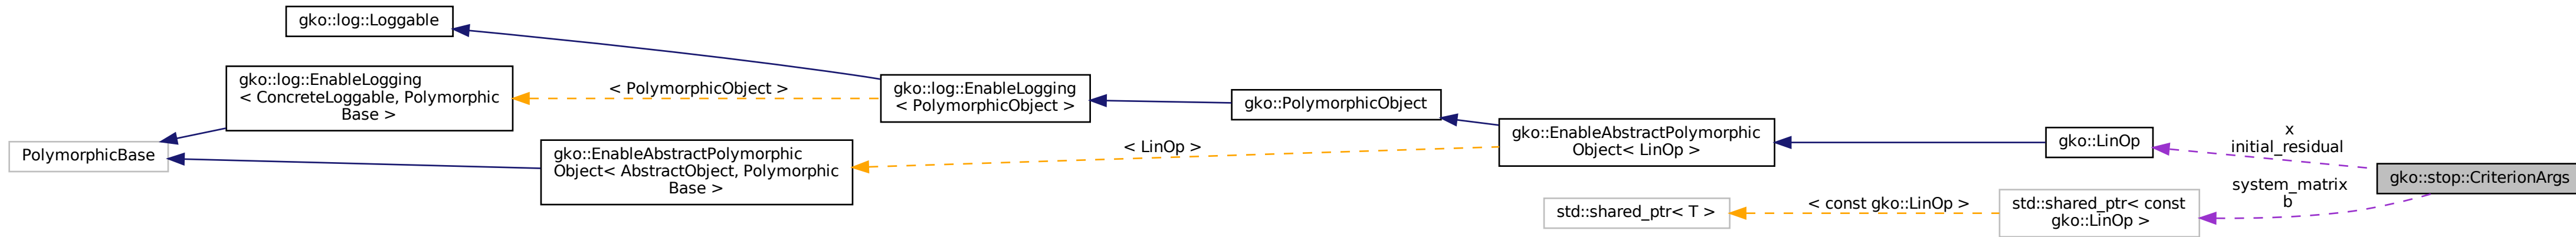 gko::log::Loggable
gko::log::EnableLogging
< ConcreteLoggable, Polymorphic
Base >
< PolymorphicObject >
gko::log::EnableLogging
< PolymorphicObject >
gko::PolymorphicObject
gko::EnableAbstractPolymorphic
Object< LinOp >
gko::LinOp
x
initial_residual
gko::stop::CriterionArgs
PolymorphicBase
gko::EnableAbstractPolymorphic
Object< AbstractObject, Polymorphic
Base >
< LinOp >
std::shared_ptr< T >
< const gko::LinOp >
std::shared_ptr< const
gko::LinOp >
system_matrix
b